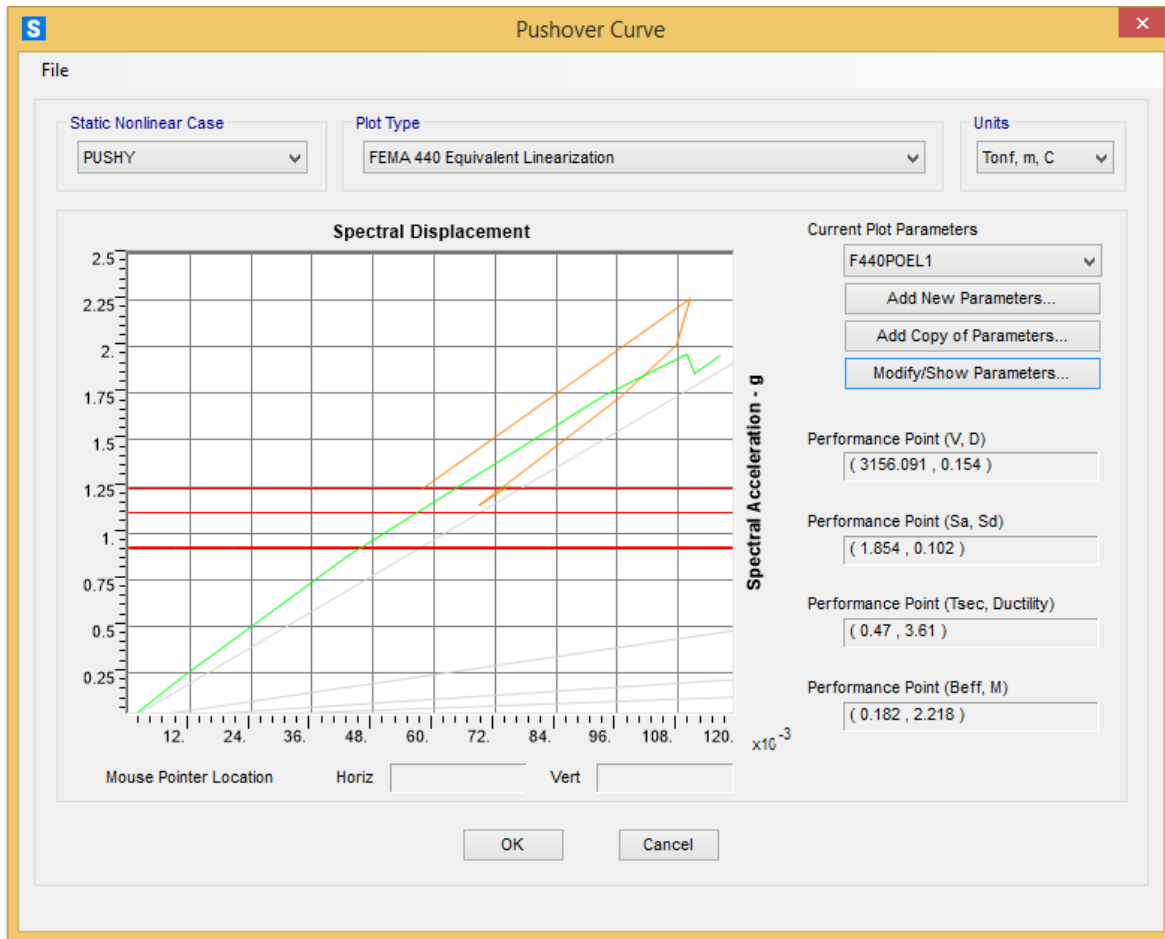 S
Pushover Curve
×
File
Static Nonlinear Case
Plot Type
Units
PUSHY
FEMA 440 Equivalent Linearization
Tonf, m, C
Spectral Displacement
2.5
2.25
2.
1.75
1.5
1.25
1.
0.75
0.5
0.25
12. 24. 36. 48. 60. 72. 84. 96. 108. 120.
x10 -3
Spectral Acceleration - g
Mouse Pointer Location
Horiz
Vert
Current Plot Parameters
F440POEL1
Add New Parameters...
Add Copy of Parameters...
Modify/Show Parameters...
Performance Point (V, D)
( 3156.091 , 0.154 )
Performance Point (Sa, Sd)
( 1.854 , 0.102 )
Performance Point (Tsec, Ductility)
( 0.47 , 3.61 )
Performance Point (Beff, M)
( 0.182 , 2.218 )
OK
Cancel